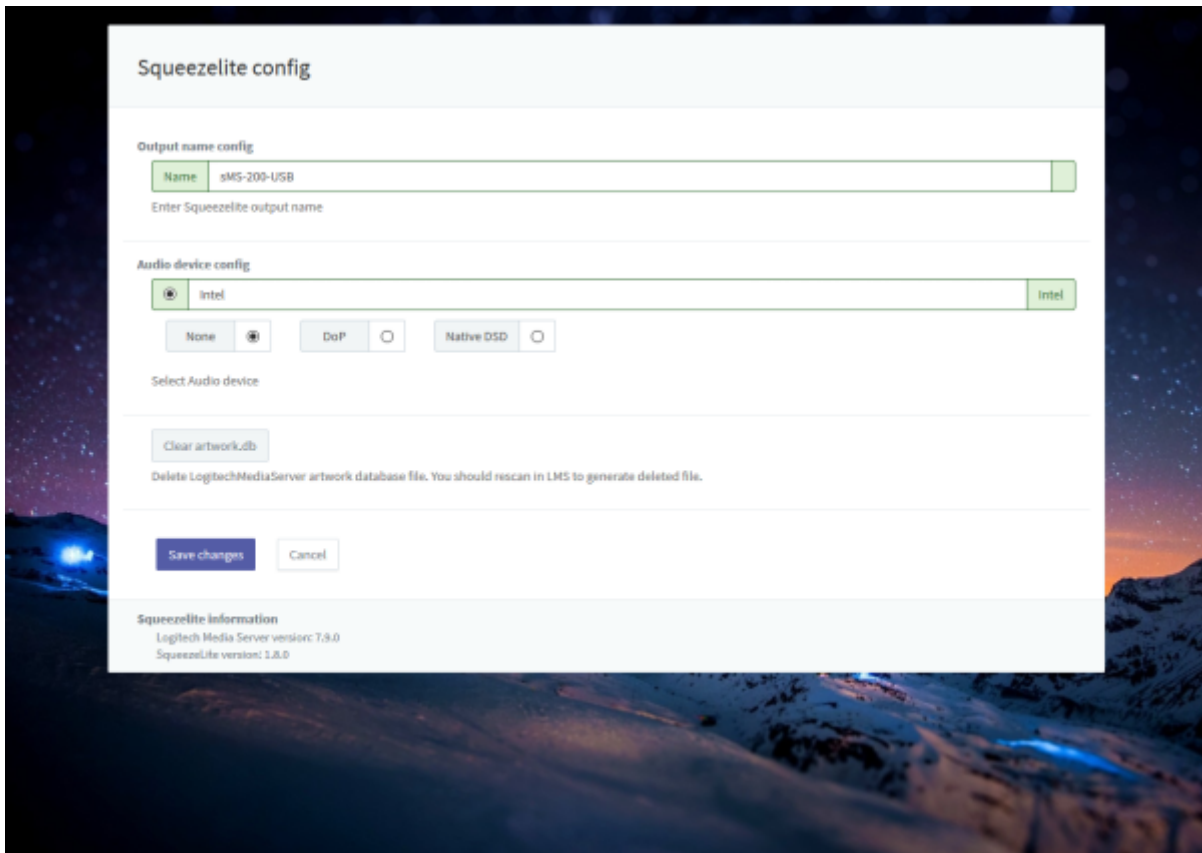 Squeezelite config
Output name config
Name sMS-200-USB
Enter Squeezelite output name
Audio device config
Intel Intel
None DoP Native DSD
Select Audio device
Clear artwork.db
Delete LogitechMediaServer artwork database file. You should rescan in LMS to generate deleted file.
Save changes Cancel
Squeezelite information
Logitech Media Server version: 7.9.0
SqueezeLite version: 1.8.0